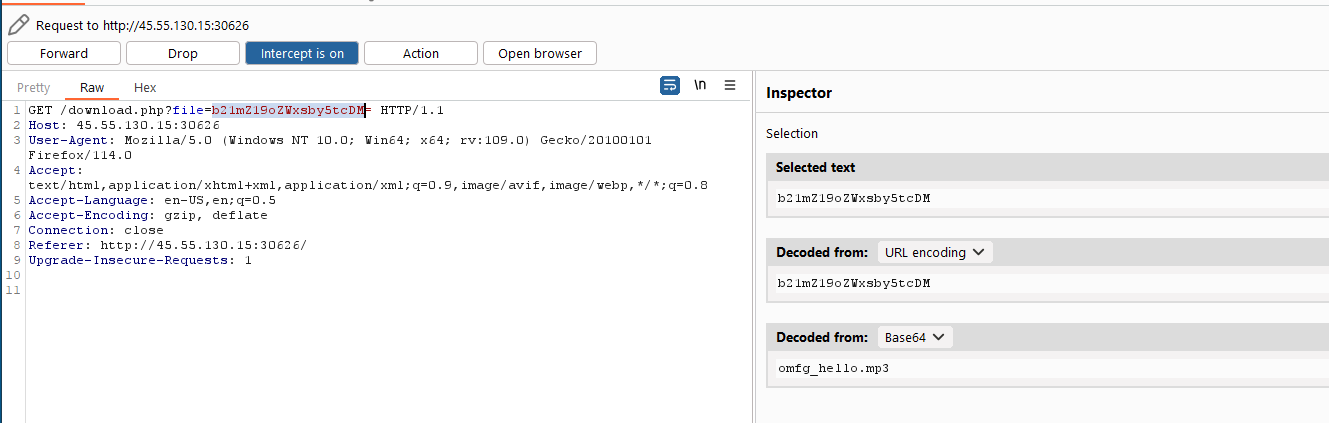 Request to http://45.55.130.15:30626
Forward Drop Intercept is on Action Open browser
Pretty Raw Hex \n
1 GET /download.php?file=b21mZ19oZWxsby5tcDM= HTTP/1.1
2 Host: 45.55.130.15:30626
3 User-Agent: Mozilla/5.0 (Windows NT 10.0; Win64; x64; rv:109.0) Gecko/20100101
Firefox/114.0
4 Accept:
text/html,application/xhtml+xml,application/xml;q=0.9,image/avif,image/webp,*/*;q=0.8
5 Accept-Language: en-US,en;q=0.5
6 Accept-Encoding: gzip, deflate
7 Connection: close
8 Referer: http://45.55.130.15:30626/
9 Upgrade-Insecure-Requests: 1
10
11
Inspector
Selection
Selected text
b21mZ19oZWxsby5tcDM
Decoded from: URL encoding
b21mZ19oZWxsby5tcDM
Decoded from: Base64
omfg_hello.mp3